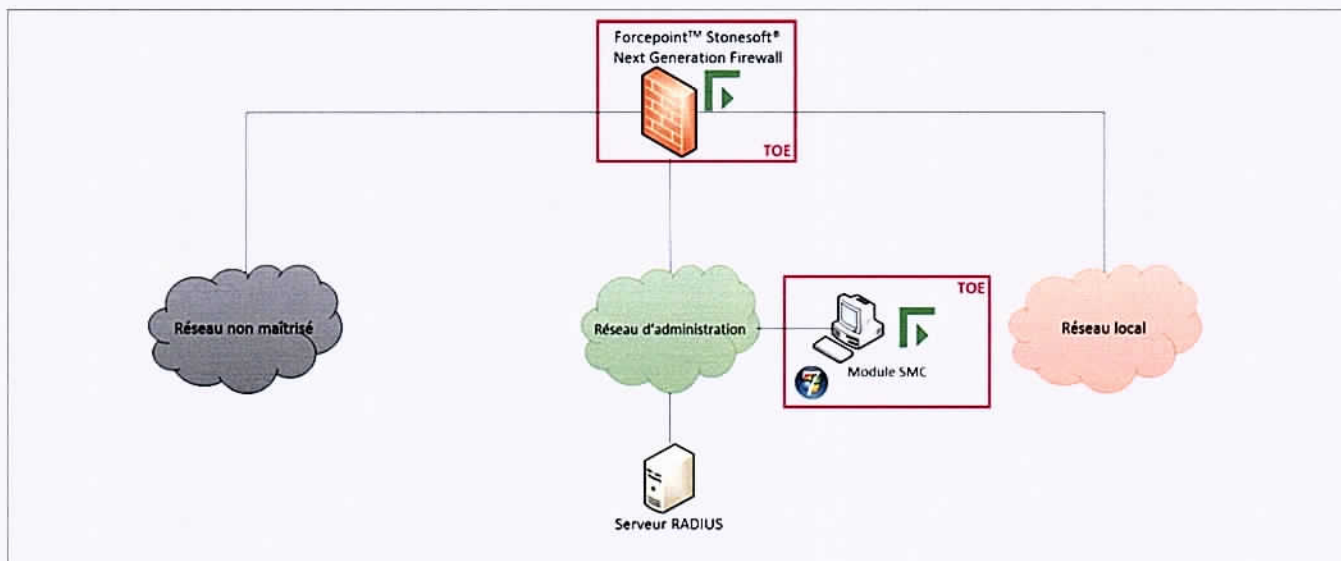 Forcepoint™ Stonesoft®
Next Generation Firewall
TOE
TOE
Réseau non maîtrisé
Réseau d'administration
Module SMC
Réseau local
Serveur RADIUS